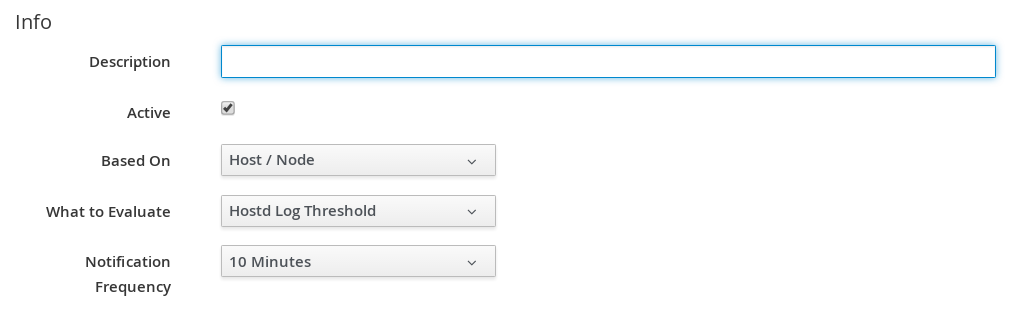 Info
Description
Active
Based On Host / Node
What to Evaluate Hostd Log Threshold
Notification 10 Minutes
Frequency